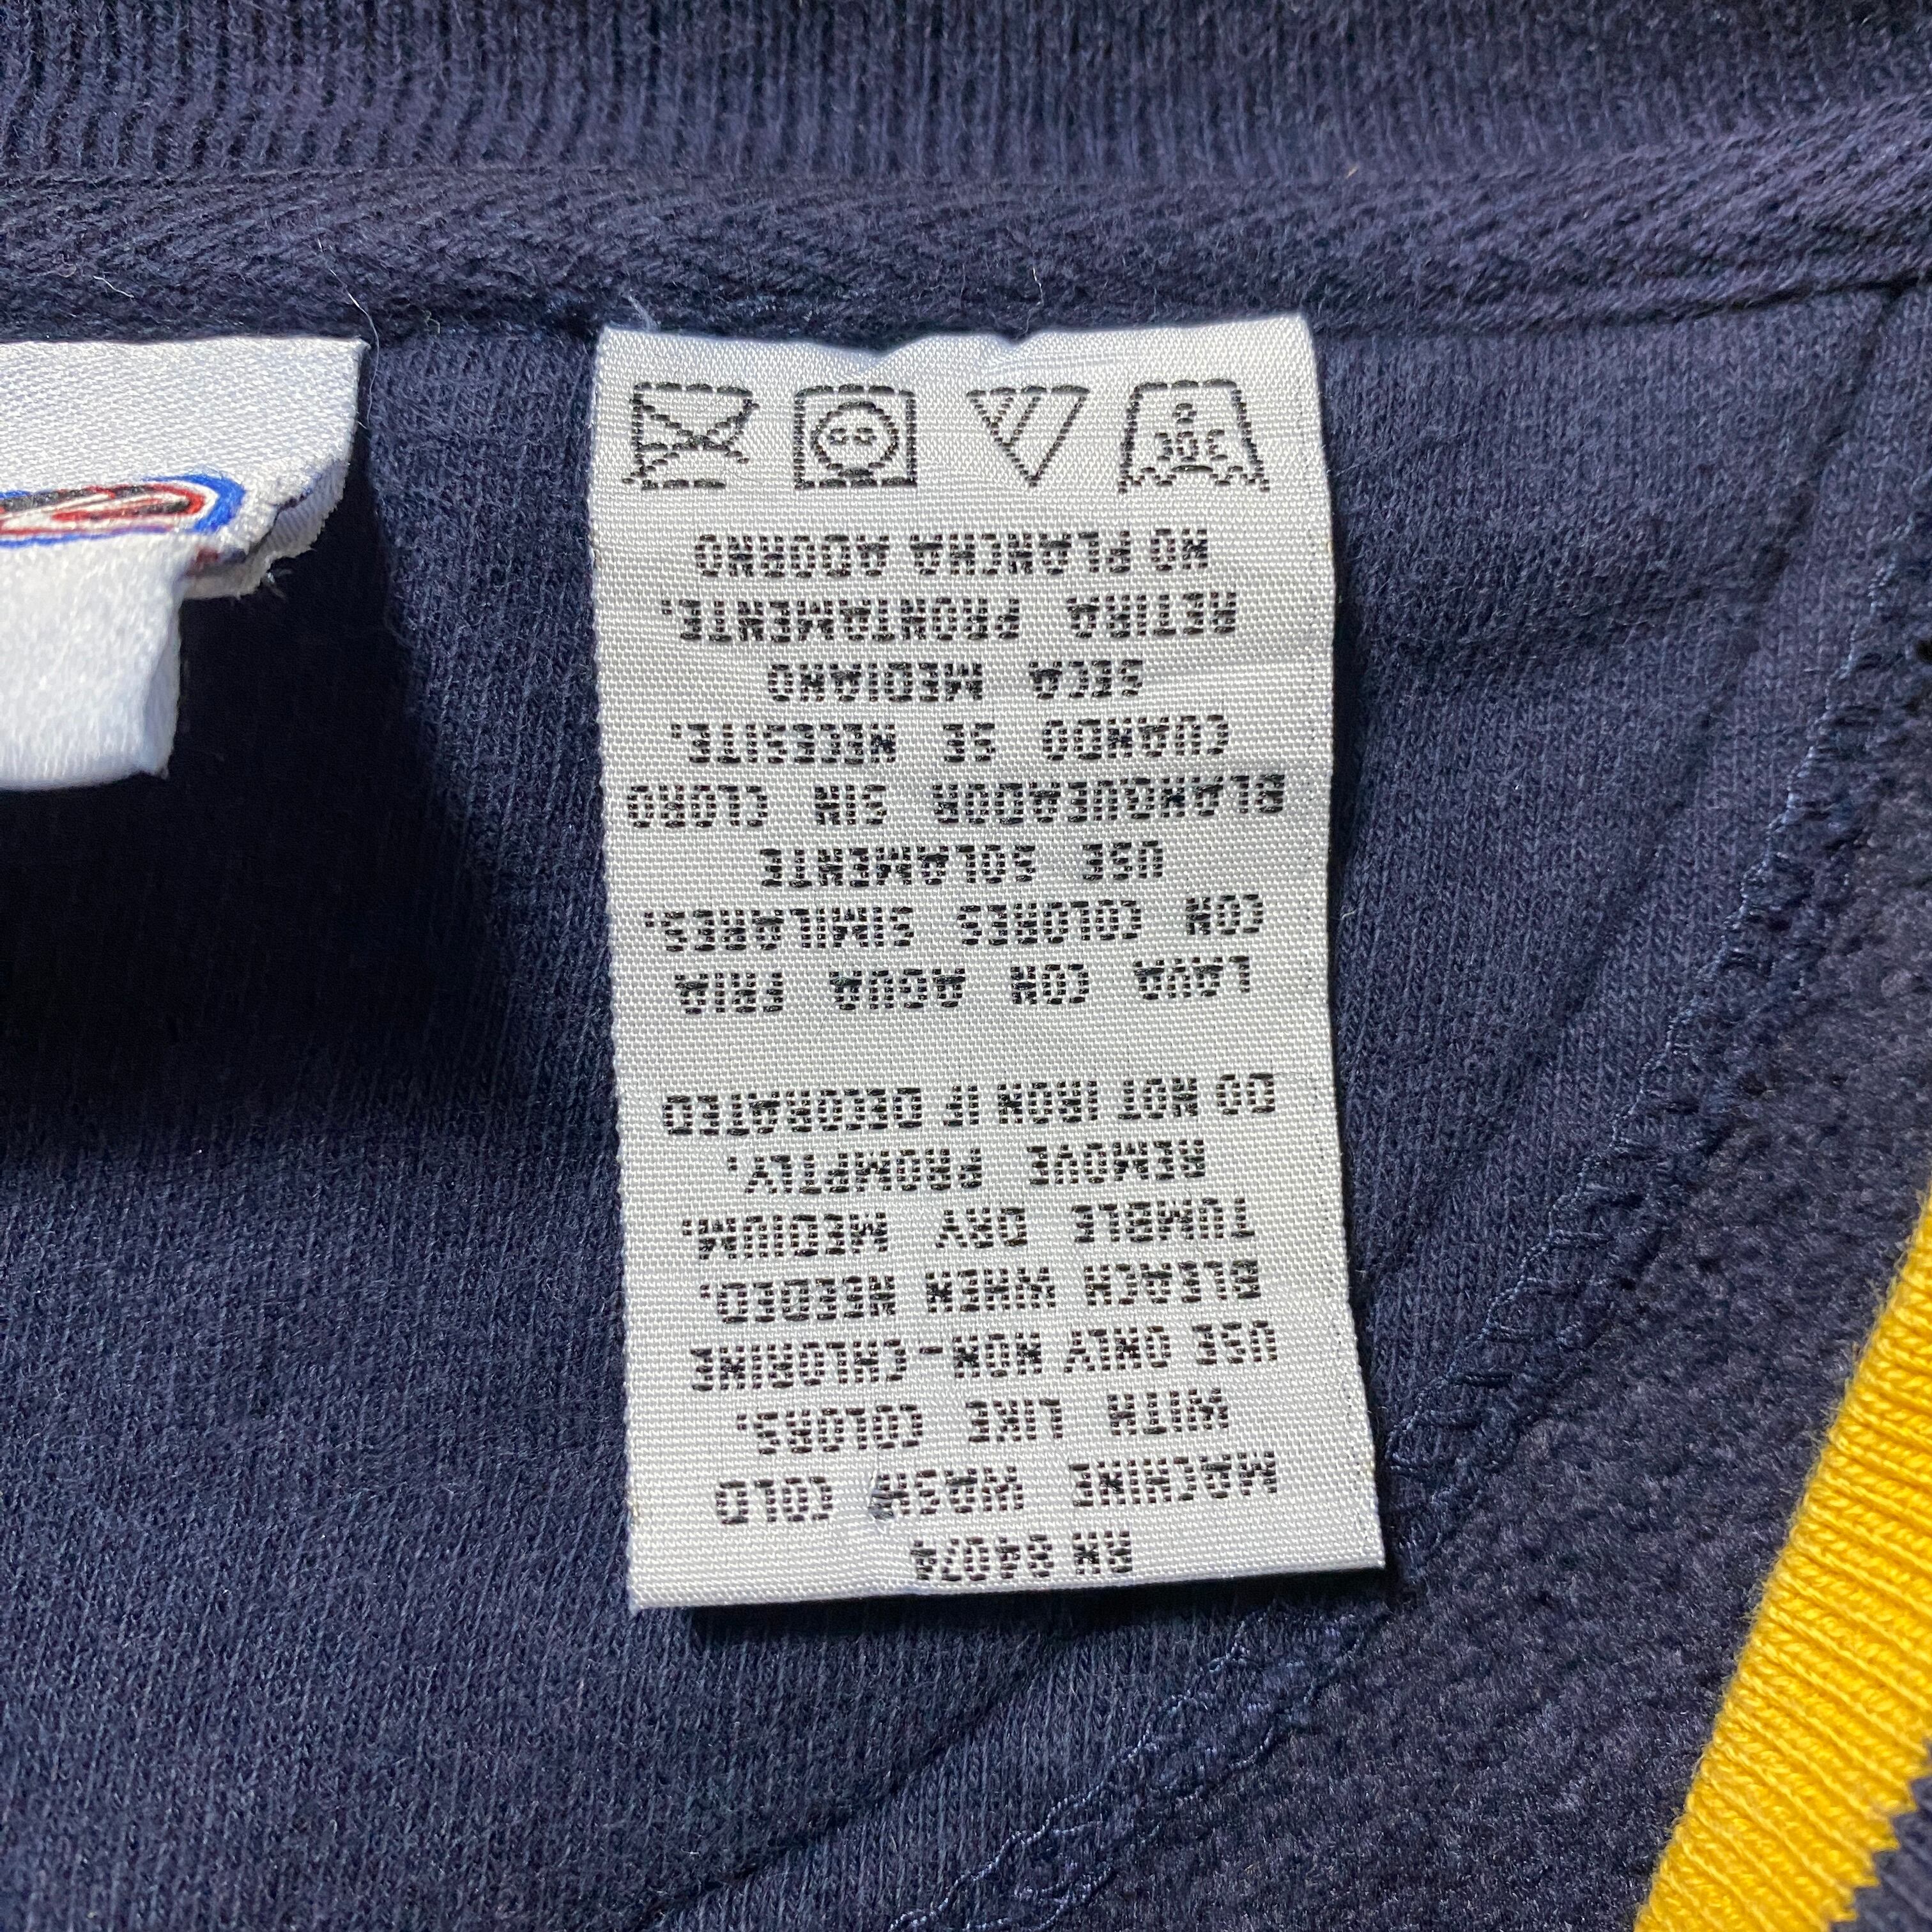 RN 94074
MACHINE WASH COLD
WITH LIKE COLORS.
USE ONLY NON-CHLORINE
BLEACH WHEN NEEDED.
TUMBLE DRY MEDIUM.
REMOVE PROMPTLY.
DO NOT IRON IF DECORATED
LAVA CON AGUA FRIA
CON COLORES SIMILARES.
USE SOLAMENTE
BLANQUEADOR SIN CLORO
CUANDO SE NECESITE.
SECA MEDIANO
RETIRA PRONTAMENTE.
NO PLANCHA ADORNO
30C